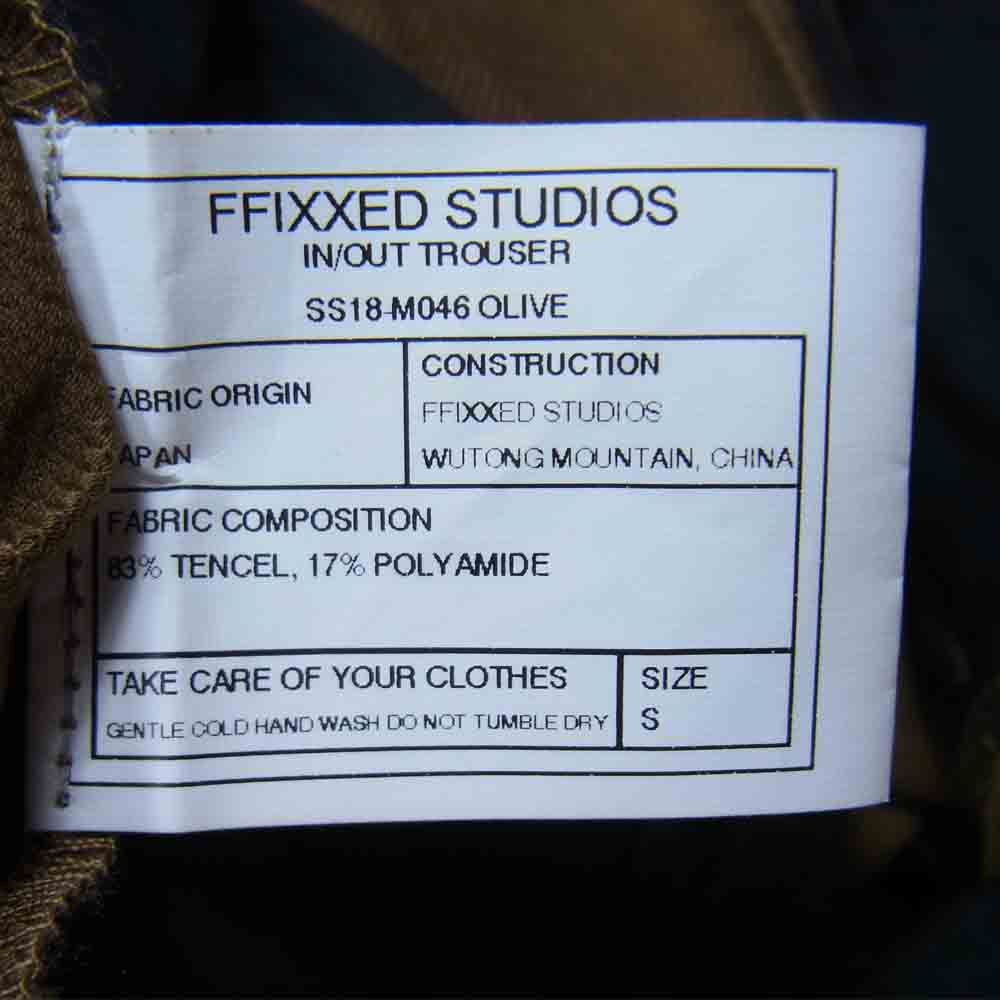 FFIXXED STUDIOS
IN/OUT TROUSER
SS18-M046 OLIVE
FABRIC ORIGIN
JAPAN
CONSTRUCTION
FFIXXED STUDIOS
WUTONG MOUNTAIN, CHINA
FABRIC COMPOSITION
83% TENCEL, 17% POLYAMIDE
TAKE CARE OF YOUR CLOTHES
GENTLE COLD HAND WASH DO NOT TUMBLE DRY
SIZE
S